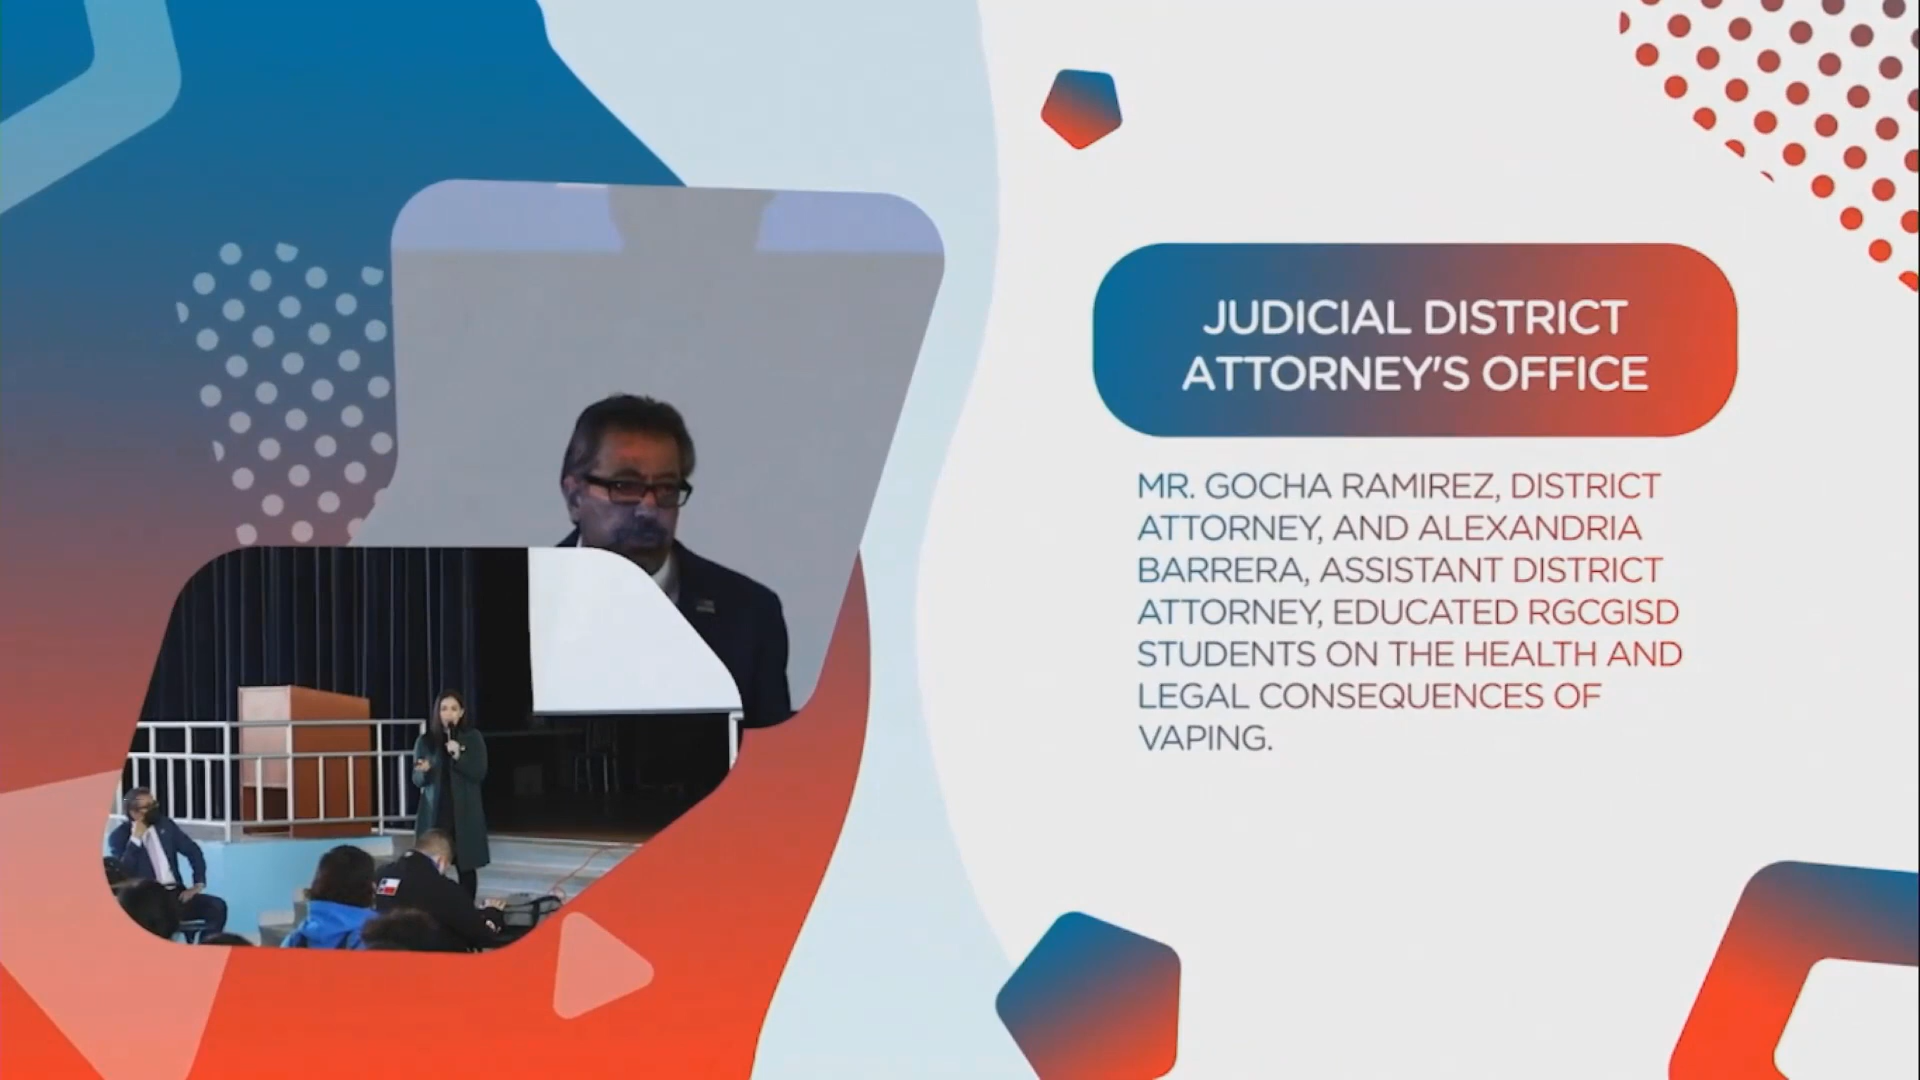 JUDICIAL DISTRICT
ATTORNEY'S OFFICE
MR. GOCHA RAMIREZ, DISTRICT
ATTORNEY, AND ALEXANDRIA
BARRERA, ASSISTANT DISTRICT
ATTORNEY, EDUCATED RGCGISD
STUDENTS ON THE HEALTH AND
LEGAL CONSEQUENCES OF
VAPING.